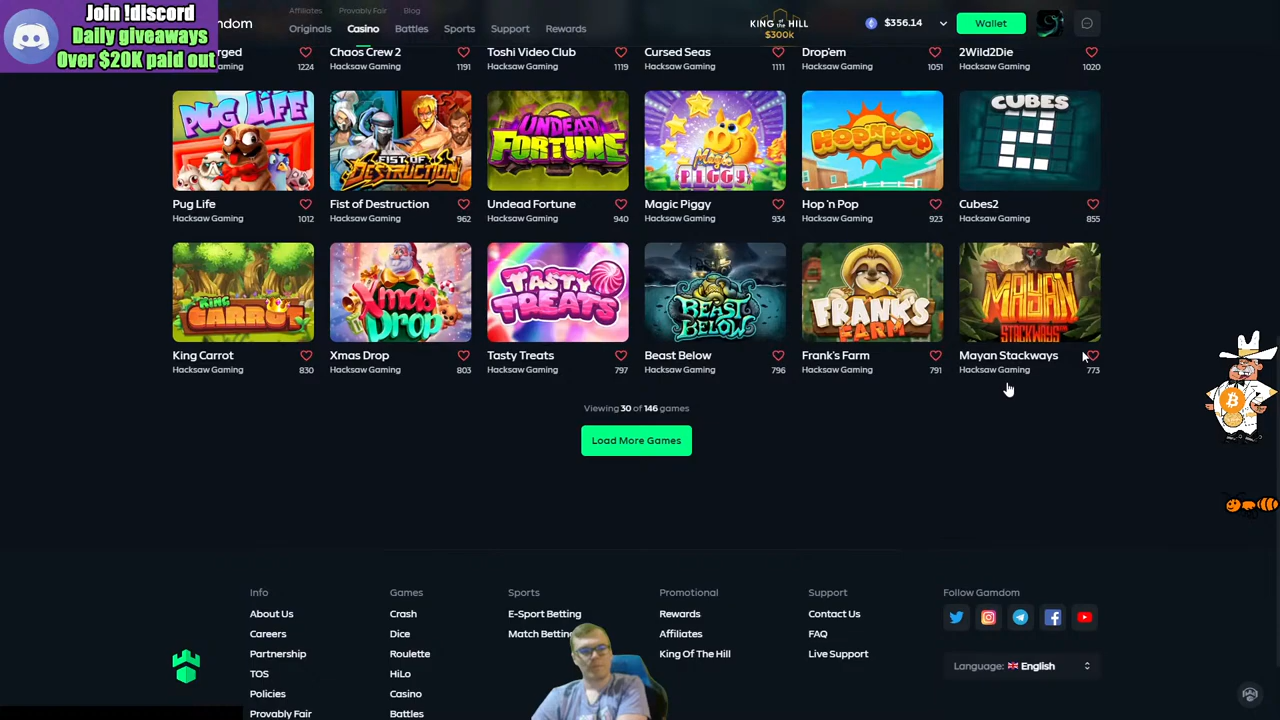 Join !discord
Daily giveaways
Over $20K paid out
Affiliates Provably Fair Blog
Originals Casino Battles Sports Support Rewards
KING OF THE HILL
$300k
$356.14
Wallet
Chaos Crew 2 Toshi Video Club Cursed Seas Drop'em 2Wild2Die
1224 1191 1119 1111 1051 1020
Hacksaw Gaming Hacksaw Gaming Hacksaw Gaming Hacksaw Gaming Hacksaw Gaming
PUG LIFE
FIST OF DESTRUCTION
UNDEAD FORTUNE
Magic PIGGY
HOP'N'POP
CUBES
Pug Life Fist of Destruction Undead Fortune Magic Piggy Hop 'n Pop Cubes2
Hacksaw Gaming 1012 Hacksaw Gaming 962 Hacksaw Gaming 940 Hacksaw Gaming 934 Hacksaw Gaming 923 Hacksaw Gaming 855
KING CARROT
Xmas Drop
TASTY TREATS
BEAST BELOW
FRANK'S FARM
MAYAN STACKWAYS
King Carrot Xmas Drop Tasty Treats Beast Below Frank's Farm Mayan Stackways
Hacksaw Gaming 830 Hacksaw Gaming 803 Hacksaw Gaming 797 Hacksaw Gaming 796 Hacksaw Gaming 791 Hacksaw Gaming 773
Viewing 30 of 146 games
Load More Games
Info Games Sports Promotional Support Follow Gamdom
About Us Crash E-Sport Betting Rewards Contact Us
Careers Dice Match Betting Affiliates FAQ
Partnership Roulette King Of The Hill Live Support
Language: English
TOS HiLo
Policies Casino
Provably Fair Battles